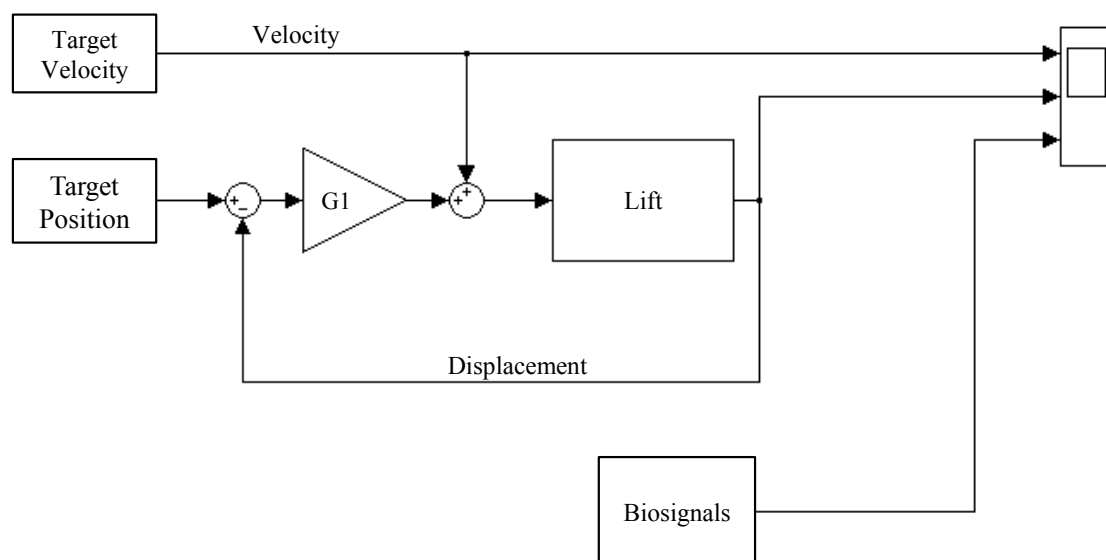 Target
Velocity
Velocity
Target
Position
+
−
G1
+
+
Lift
Displacement
Biosignals